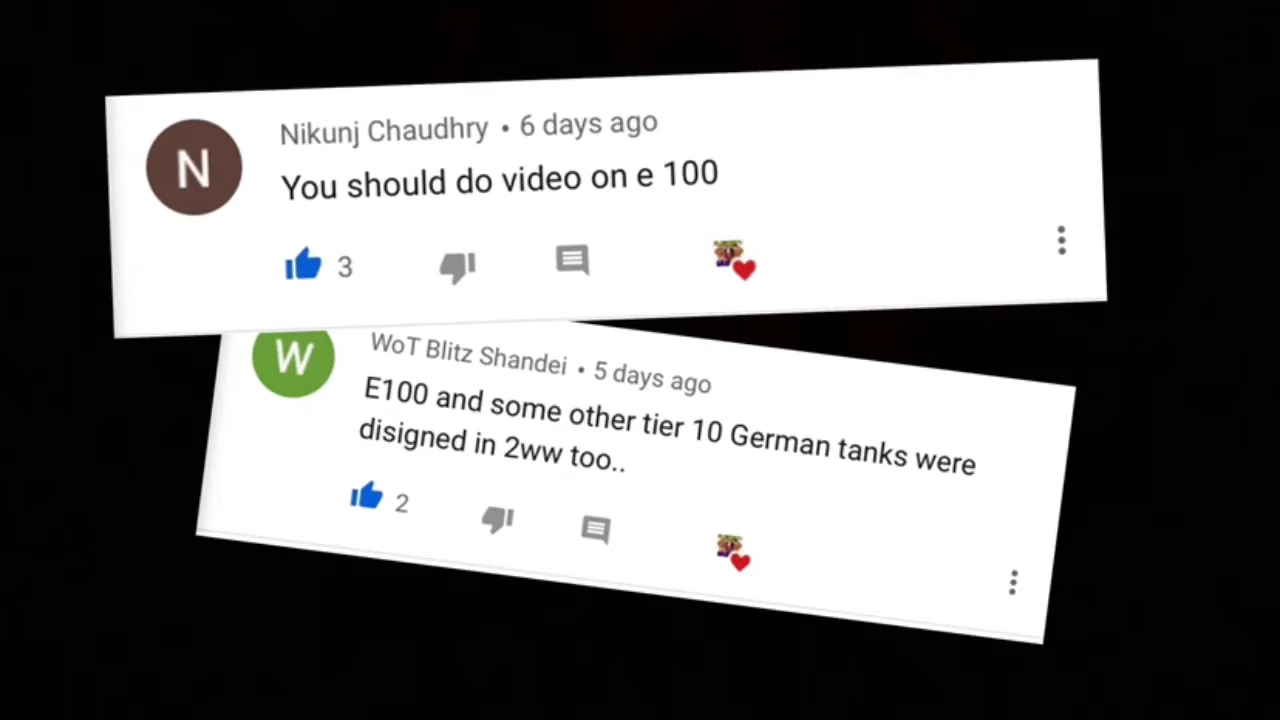 N
Nikunj Chaudhry • 6 days ago
You should do video on e 100
3
W
WoT Blitz Shandei • 5 days ago
E100 and some other tier 10 German tanks were
disigned in 2ww too..
2